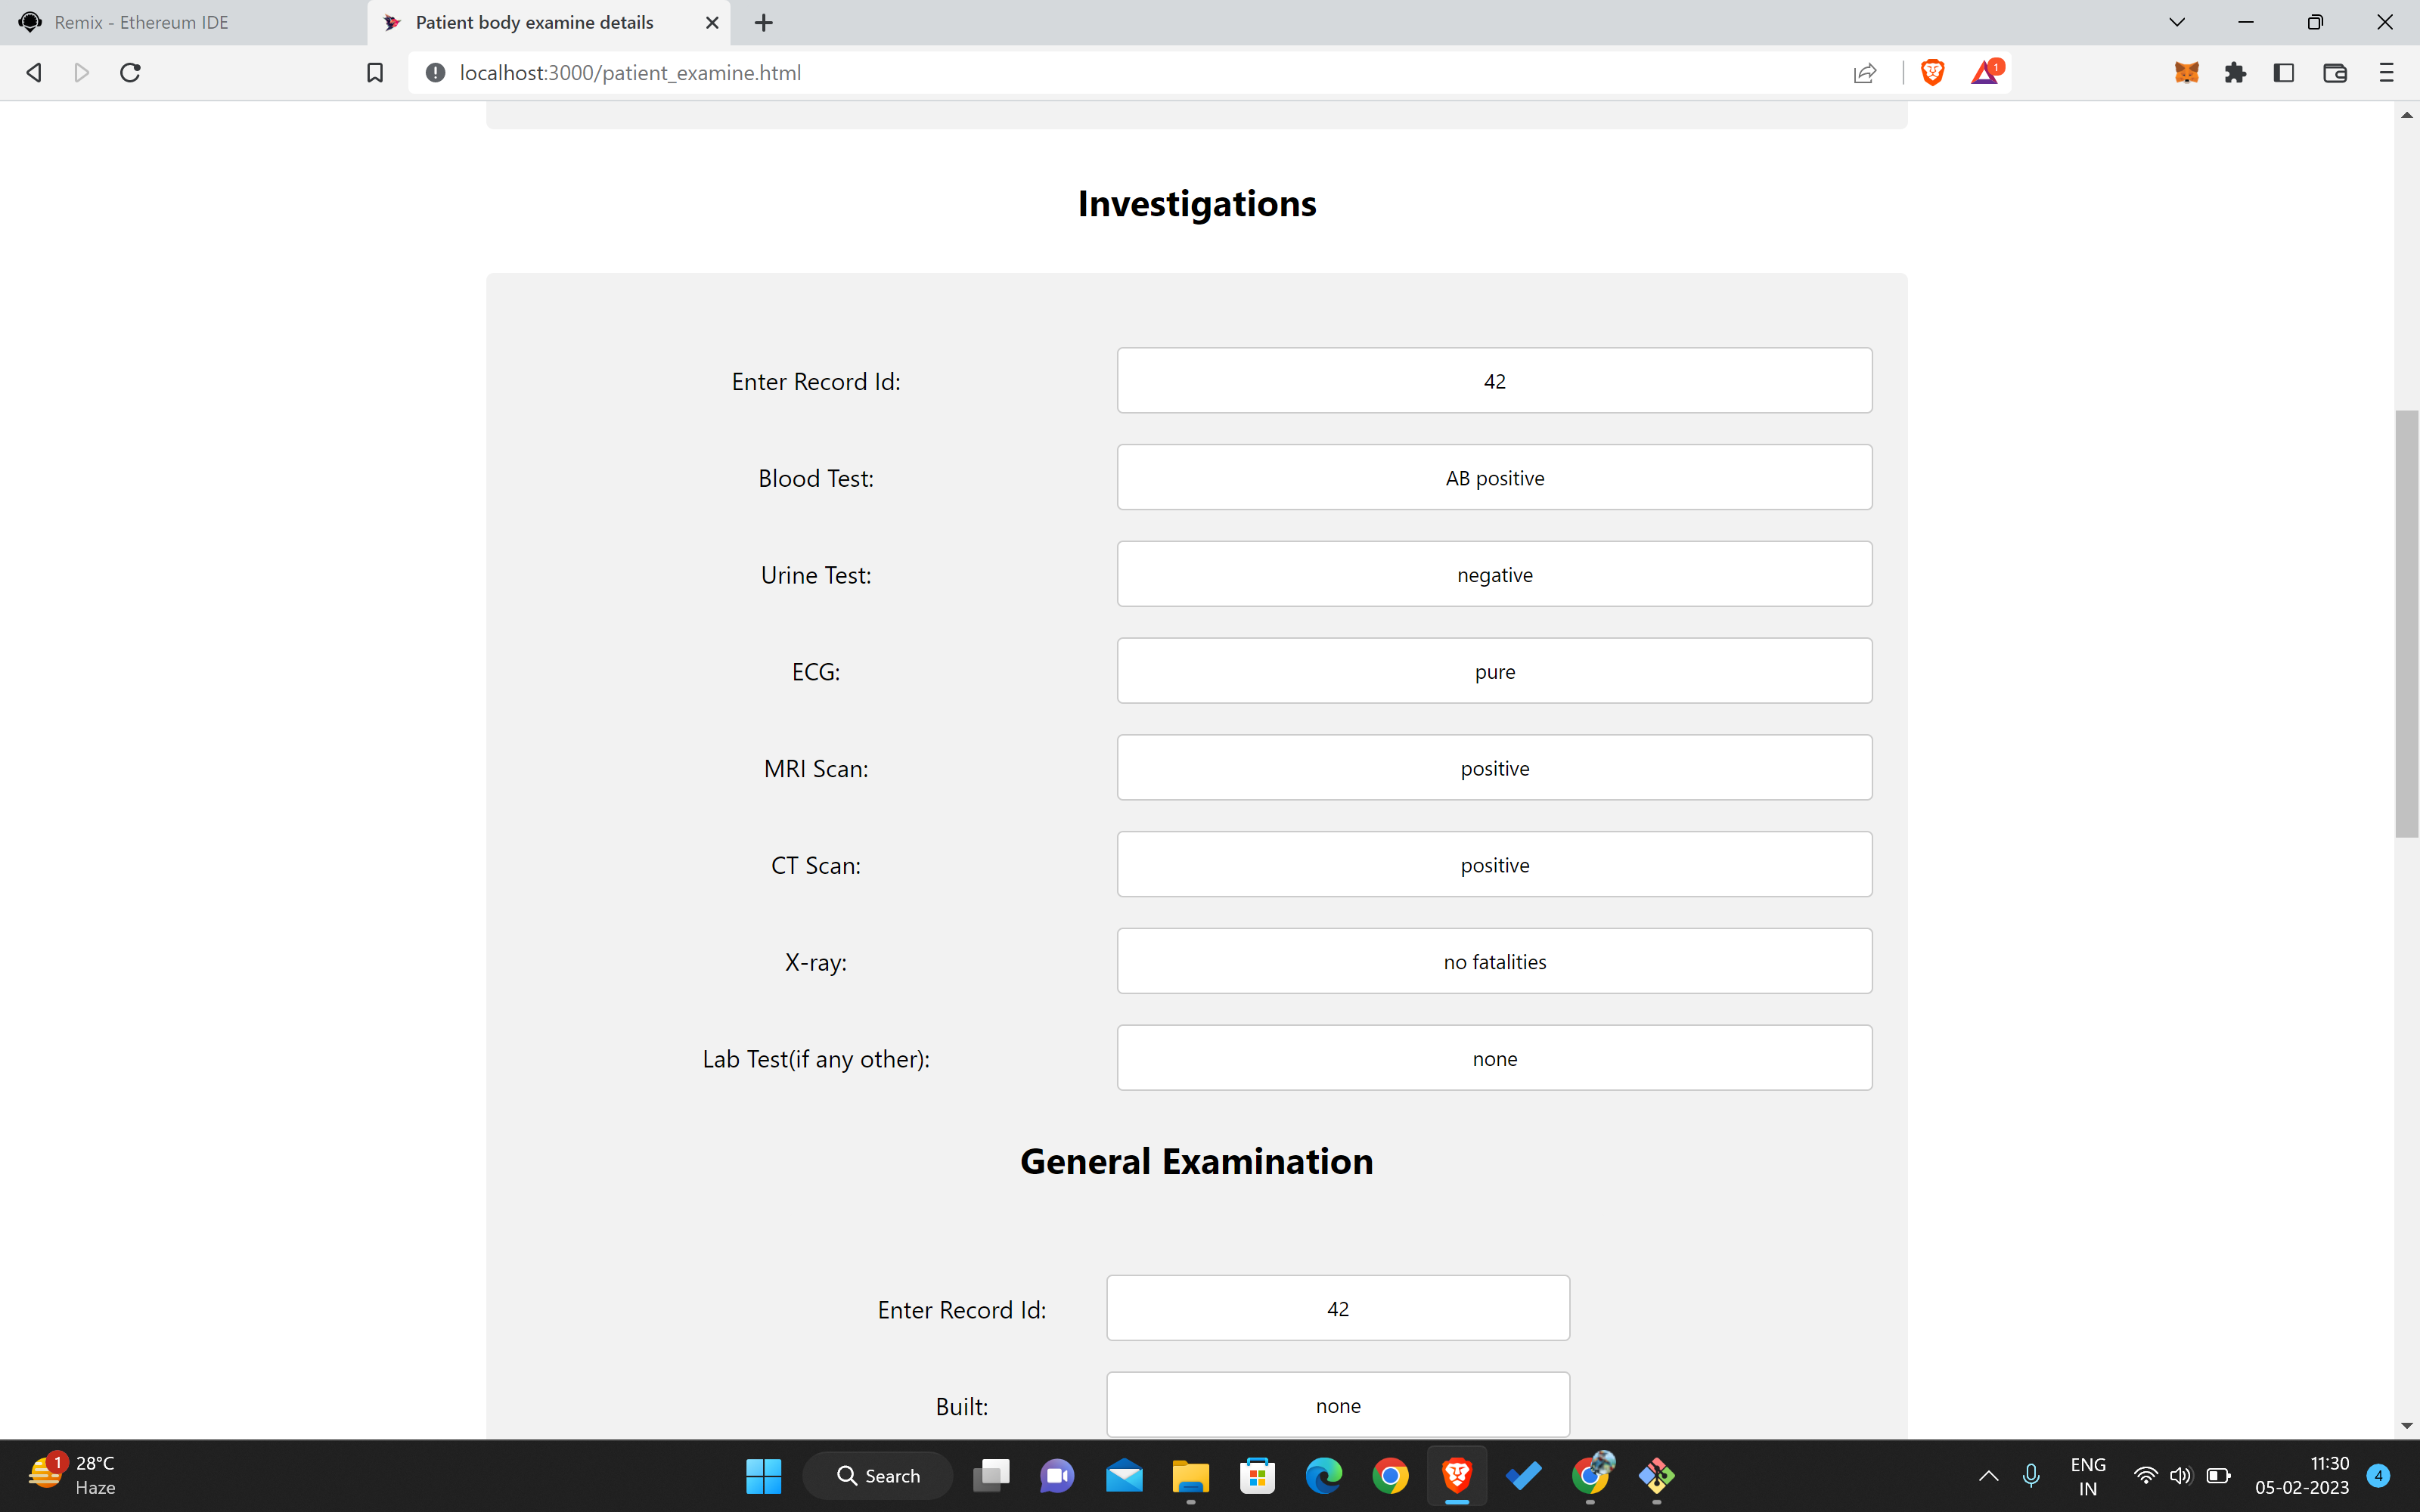 Remix - Ethereum IDE
Patient body examine details
localhost:3000/patient_examine.html
1
Investigations
Enter Record Id: 42
Blood Test: AB positive
Urine Test: negative
ECG: pure
MRI Scan: positive
CT Scan: positive
X-ray: no fatalities
Lab Test(if any other): none
General Examination
Enter Record Id: 42
Built: none
1
28°C
Haze
Search
ENG
IN
11:30
05-02-2023
4